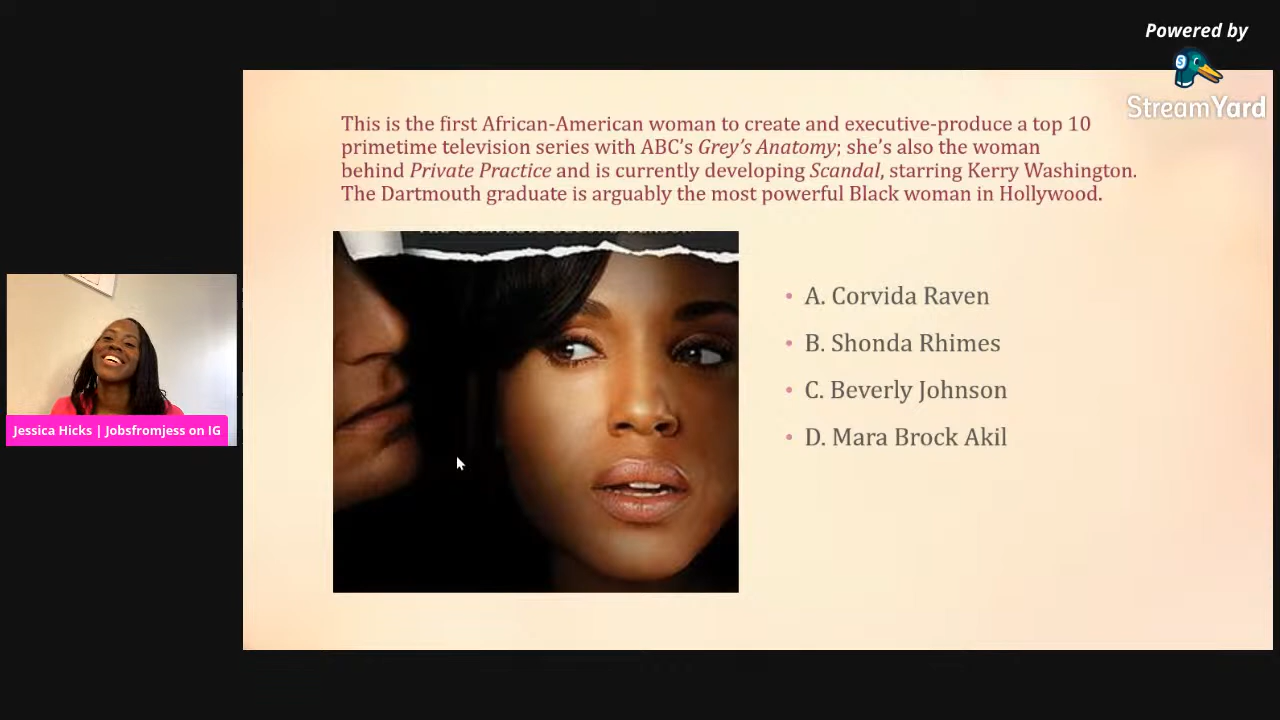 Powered by
StreamYard
This is the first African-American woman to create and executive-produce a top 10
primetime television series with ABC’s Grey’s Anatomy; she’s also the woman
behind Private Practice and is currently developing Scandal, starring Kerry Washington.
The Dartmouth graduate is arguably the most powerful Black woman in Hollywood.
• A. Corvida Raven
• B. Shonda Rhimes
• C. Beverly Johnson
• D. Mara Brock Akil
Jessica Hicks | Jobsfromjess on IG